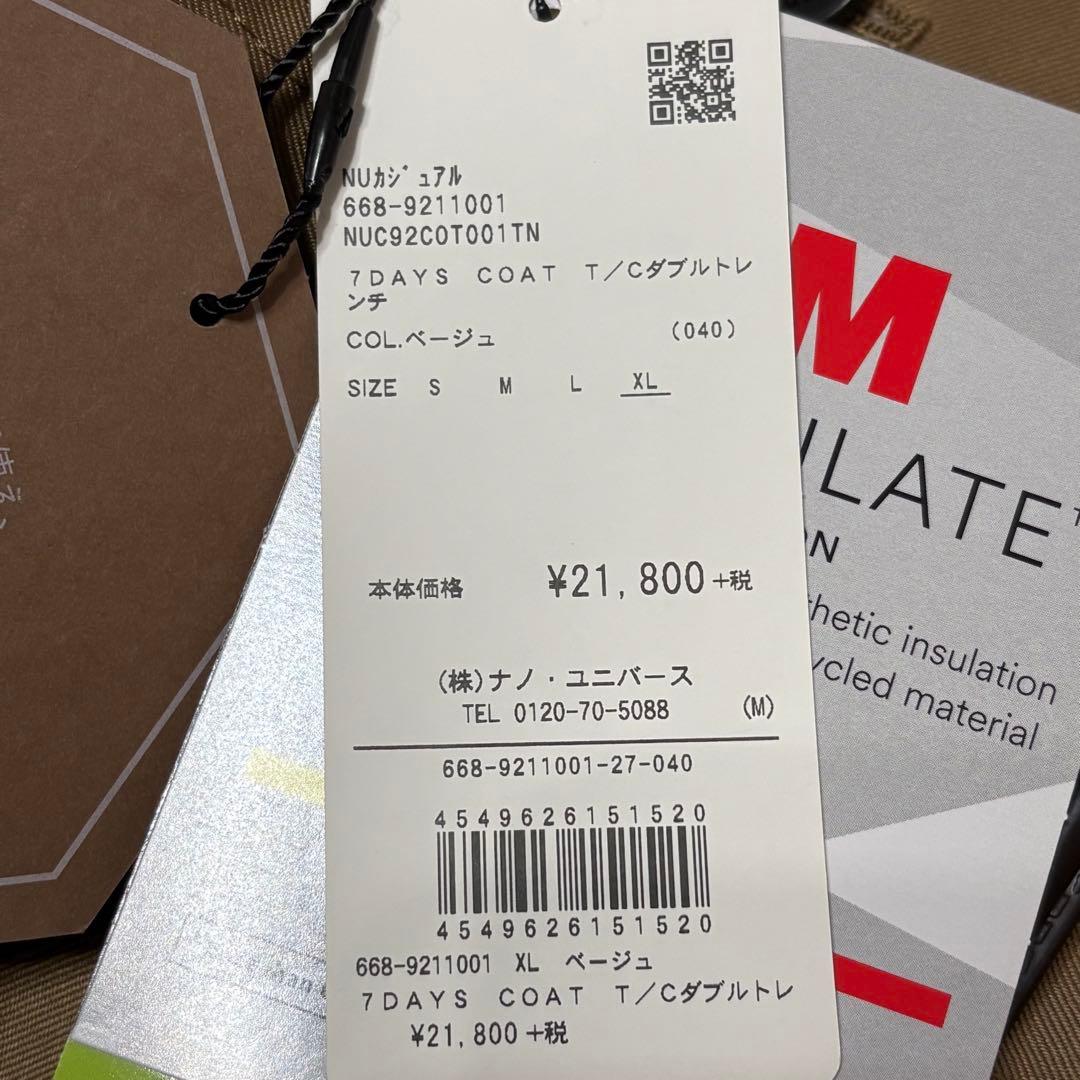 NUカジュアル
668-9211001
NUC92COT001TN
7DAYS COAT T/Cダブルトレ
ンチ
COL.ベージュ (040)
SIZE S M L XL
本体価格 ¥21,800+税
(株)ナノ・ユニバース
TEL 0120-70-5088 (M)
668-9211001-27-040
4549626151520
4549626151520
668-9211001 XL ベージュ
7DAYS COAT T/Cダブルトレ
¥21,800+税
M
ULATE
ON
thetic insulation
ycled material